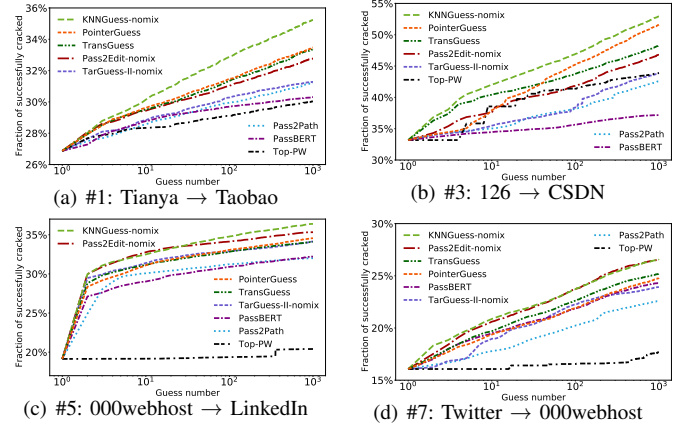 36%
34%
32%
30%
28%
26%
Fraction of successfully cracked
KNNGuess-nomix
PointerGuess
TransGuess
Pass2Edit-nomix
TarGuess-II-nomix
Pass2Path
PassBERT
Top-PW
10^0
10^1
10^2
10^3
Guess number
(a) #1: Tianya → Taobao
55%
50%
45%
40%
35%
30%
Fraction of successfully cracked
KNNGuess-nomix
PointerGuess
TransGuess
Pass2Edit-nomix
TarGuess-II-nomix
Top-PW
Pass2Path
PassBERT
10^0
10^1
10^2
10^3
Guess number
(b) #3: 126 → CSDN
35%
30%
25%
20%
Fraction of successfully cracked
KNNGuess-nomix
Pass2Edit-nomix
PointerGuess
TransGuess
TarGuess-II-nomix
PassBERT
Pass2Path
Top-PW
10^0
10^1
10^2
10^3
Guess number
(c) #5: 000webhost → LinkedIn
30%
25%
20%
15%
Fraction of successfully cracked
KNNGuess-nomix
Pass2Edit-nomix
TransGuess
PointerGuess
PassBERT
TarGuess-II-nomix
Pass2Path
Top-PW
10^0
10^1
10^2
10^3
Guess number
(d) #7: Twitter → 000webhost